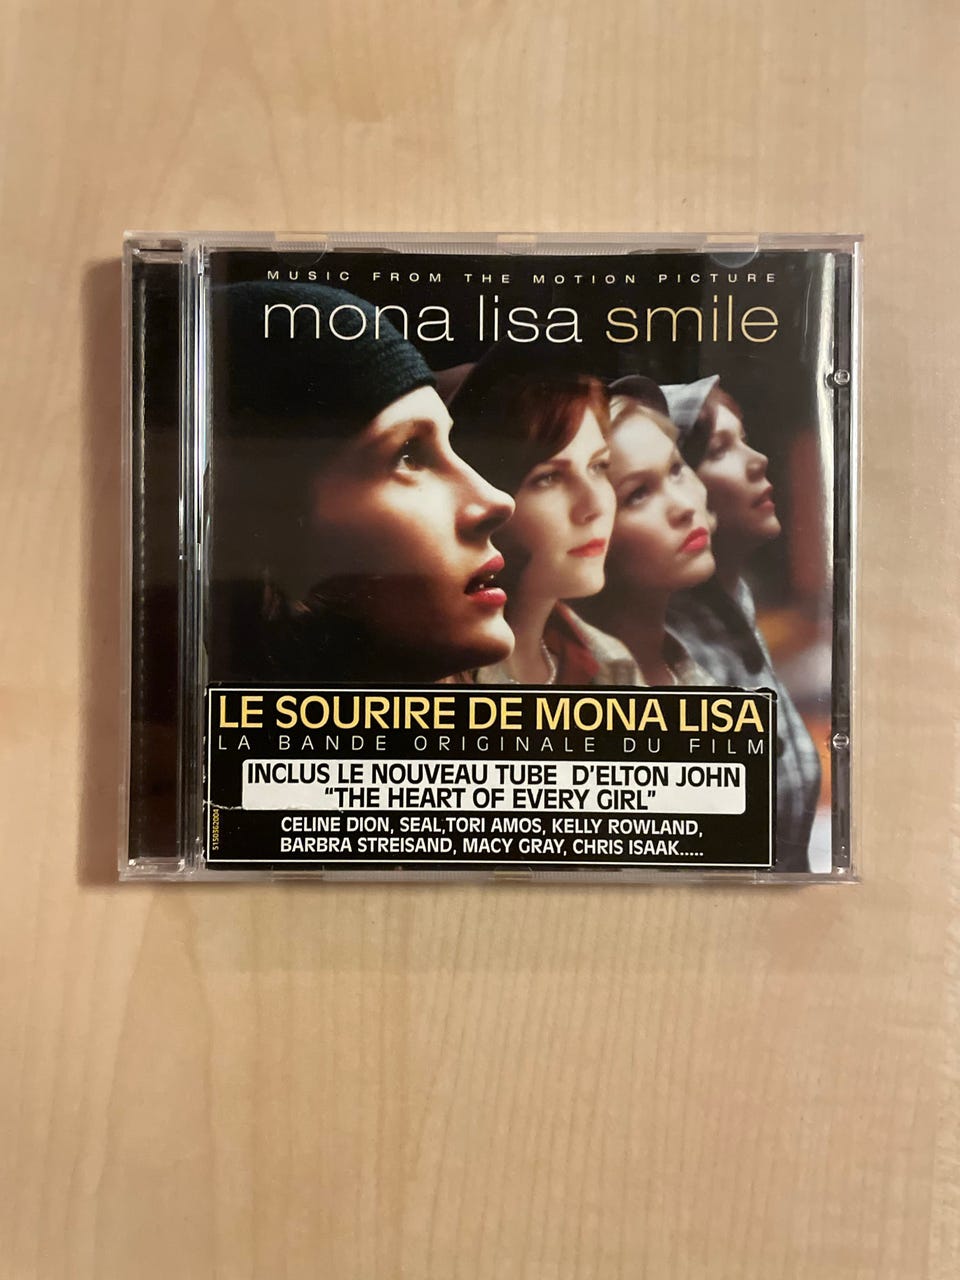 MUSIC FROM THE MOTION PICTURE
mona lisa smile
LE SOURIRE DE MONA LISA
LA BANDE ORIGINALE DU FILM
INCLUS LE NOUVEAU TUBE D'ELTON JOHN
"THE HEART OF EVERY GIRL"
CELINE DION, SEAL,TORI AMOS, KELLY ROWLAND,
BARBRA STREISAND, MACY GRAY, CHRIS ISAAK.....
5150362004